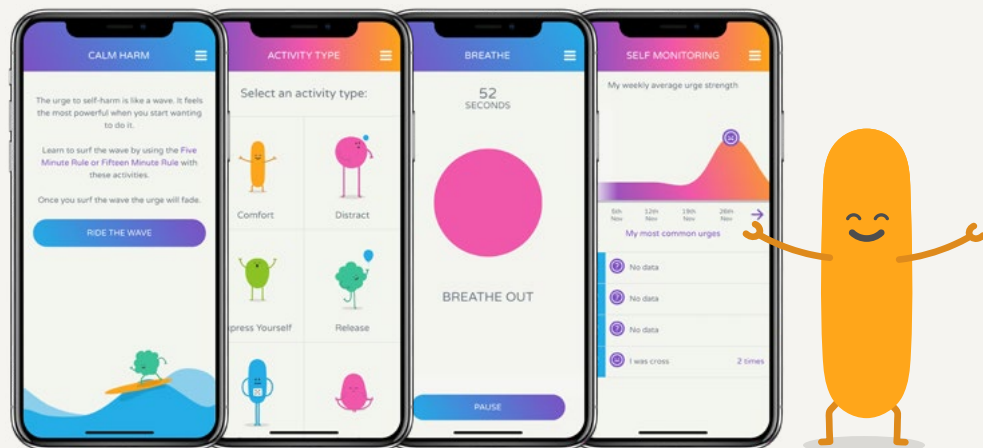 CALM HARM
The urge to self-harm is like a wave. It feels
the most powerful when you start wanting
to do it.
Learn to surf the wave by using the Five
Minute Rule or Fifteen Minute Rule with
these activities.
Once you surf the wave the urge will fade.
RIDE THE WAVE
ACTIVITY TYPE
Select an activity type:
Comfort
Distract
press Yourself
Release
BREATHE
52
SECONDS
BREATHE OUT
PAUSE
SELF MONITORING
My weekly average urge strength
5th
Nov
12th
Nov
19th
Nov
26th
Nov
My most common urges
No data
No data
No data
I was cross
2 times